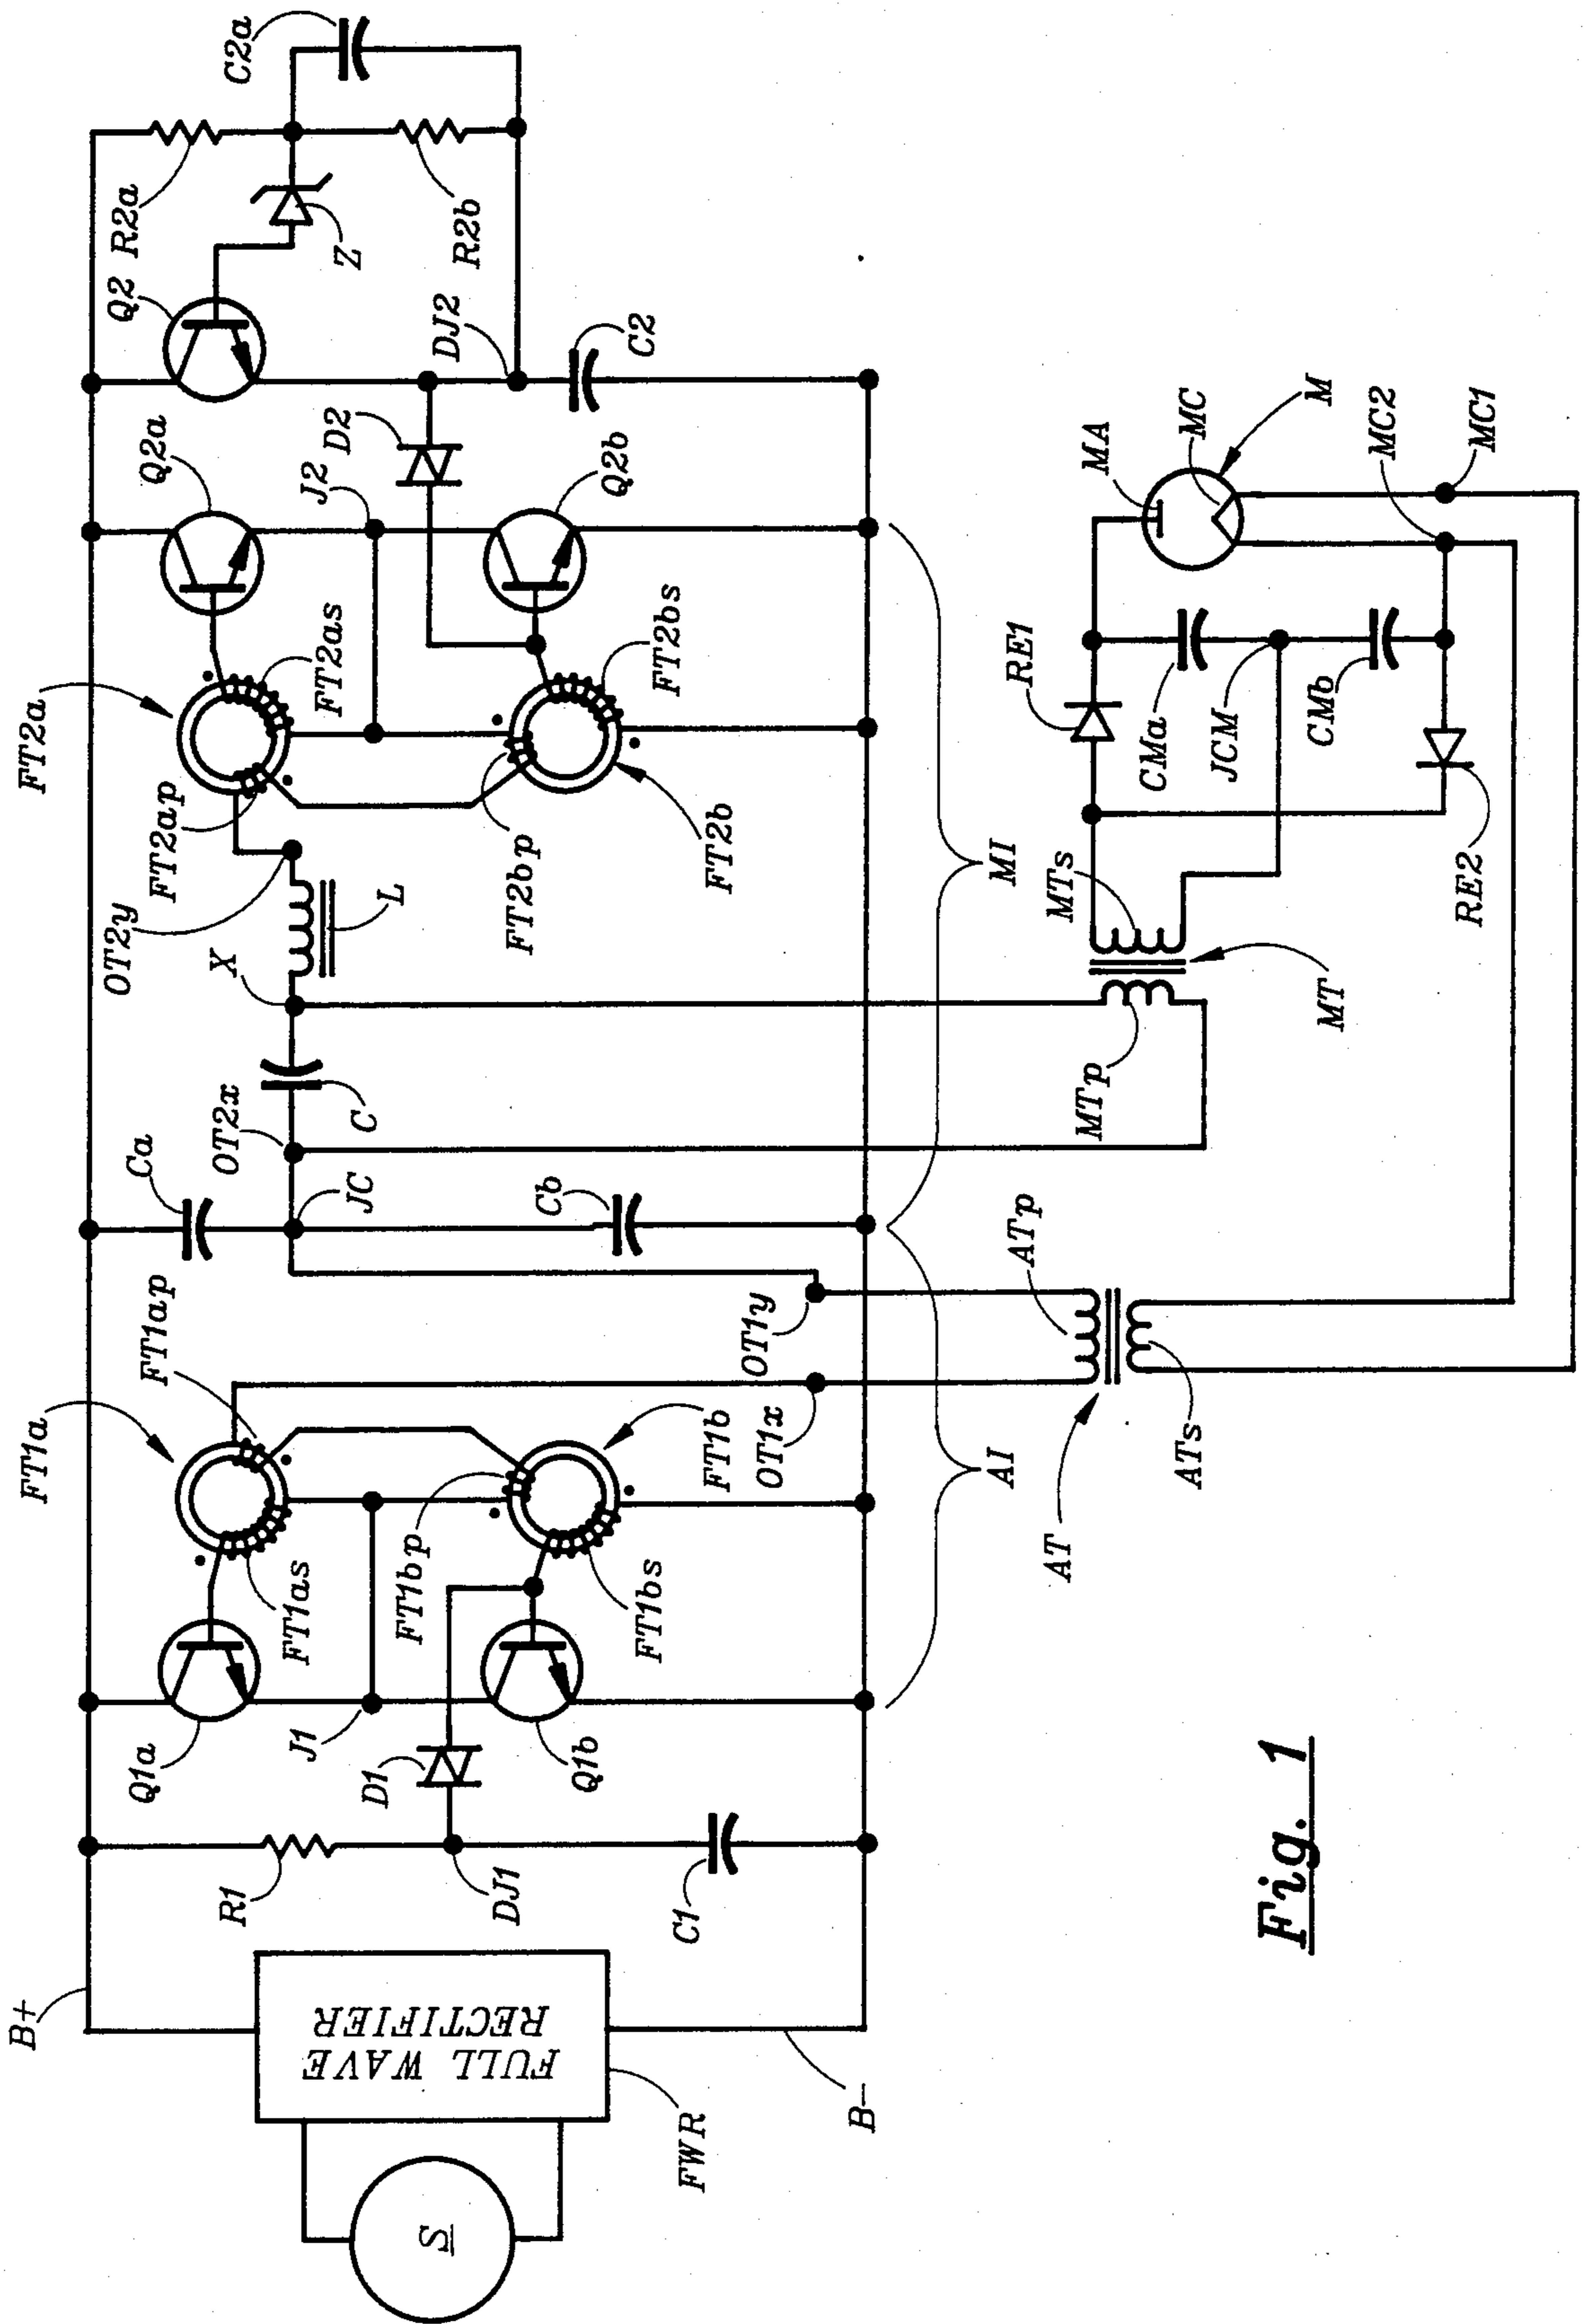 B+
S
FULL WAVE
RECTIFIER
FWR
B-
R1
DJ1
C1
D1
Q1a
J1
Q1b
FT1a
FT1as
FT1ap
FT1bp
FT1bs
FT1b
OT1x
OT1y
AI
AT
ATp
ATs
Ca
JC
Cb
OT2x
C
X
L
OT2y
FT2a
FT2ap
FT2as
FT2bp
FT2bs
FT2b
MI
Q2a
J2
D2
Q2b
Q2
DJ2
C2
R2a
Z
R2b
C2a
MTp
MT
MTs
RE1
CMa
JCM
CMb
RE2
MA
MC
M
MC2
MC1
Fig. 1